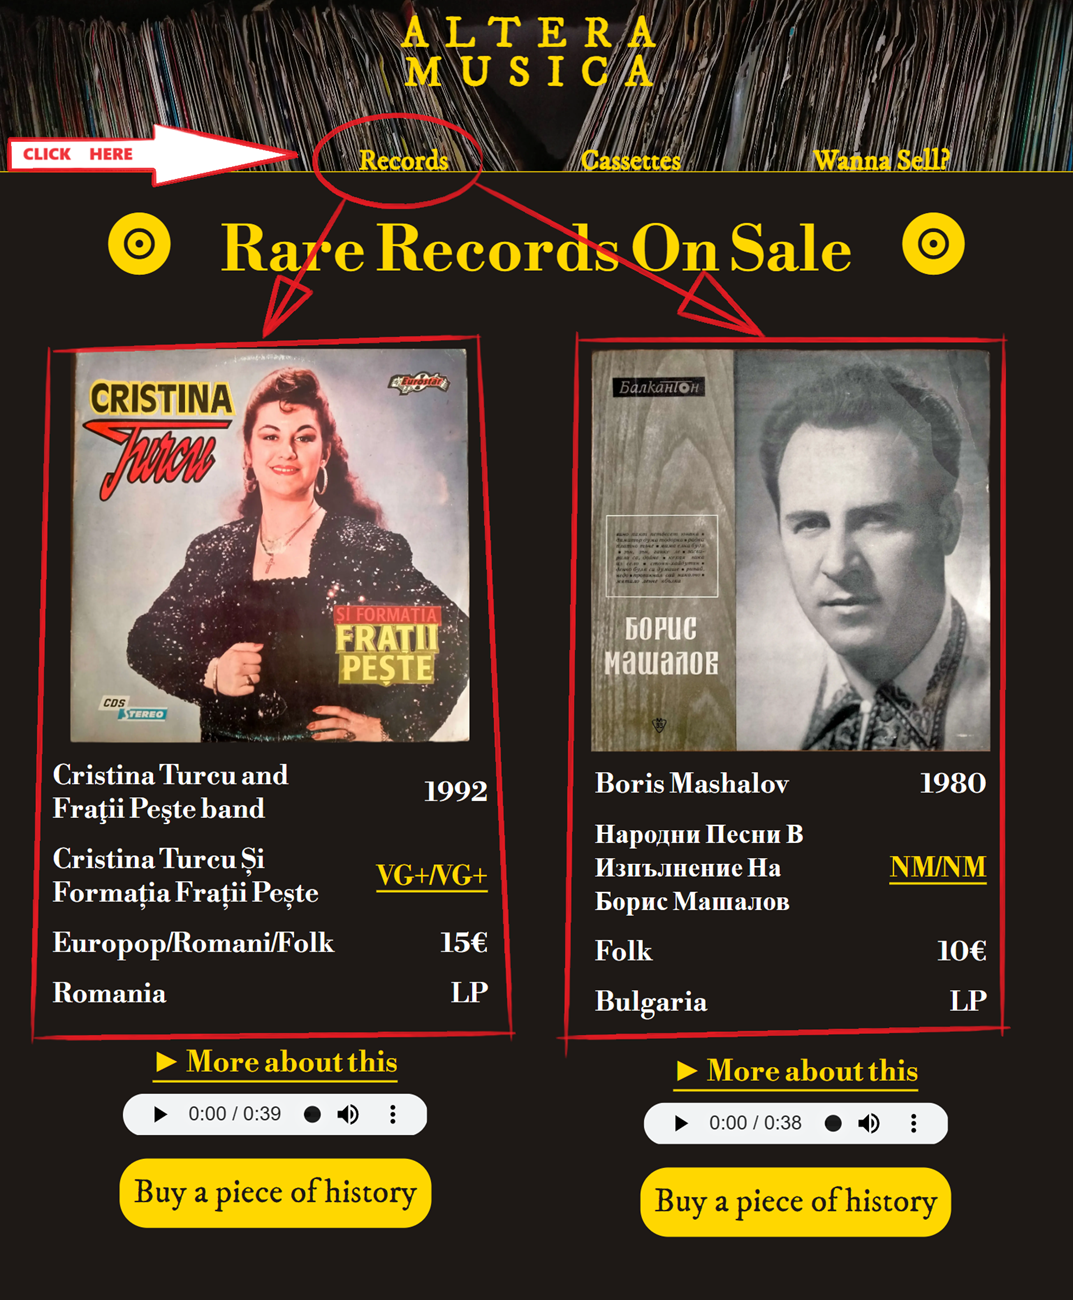 ALTERA
MUSICA
CLICK HERE
Records
Cassettes
Wanna Sell?
Rare Records On Sale
CRISTINA
Turcu
Eurostar
ȘI FORMAȚIA
FRAȚII
PEȘTE
CDS
STEREO
Cristina Turcu and
Fraţii Peşte band
1992
Cristina Turcu Și
Formația Frații Pește
VG+/VG+
Europop/Romani/Folk
15€
Romania
LP
► More about this
0:00 / 0:39
Buy a piece of history
Балкантон
БОРИС
МАШАЛОВ
Boris Mashalov
1980
Народни Песни В
Изпълнение На
Борис Машалов
NM/NM
Folk
10€
Bulgaria
LP
► More about this
0:00 / 0:38
Buy a piece of history